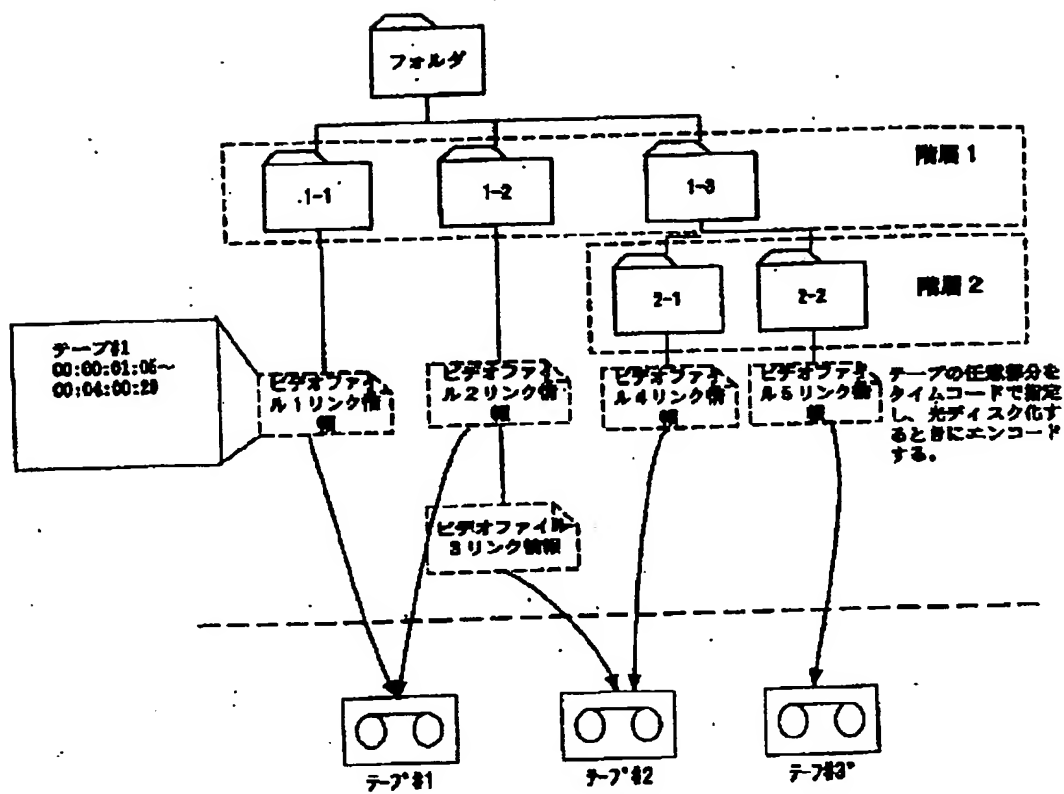 フォルダ
階層1
1-1
1-2
1-3
階層2
2-1
2-2
テープ#1
00:00:01:05～
00:04:00:29
ビデオファイ
ル1リンク情
報
ビデオファイ
ル2リンク情
報
ビデオファイ
ル4リンク情
報
ビデオファイ
ル5リンク情
報
テープの任意部分を
タイムコードで指定
し、光ディスク化す
るときにエンコード
する。
ビデオファイル
3リンク情報
テープ#1
テープ#2
テープ#3